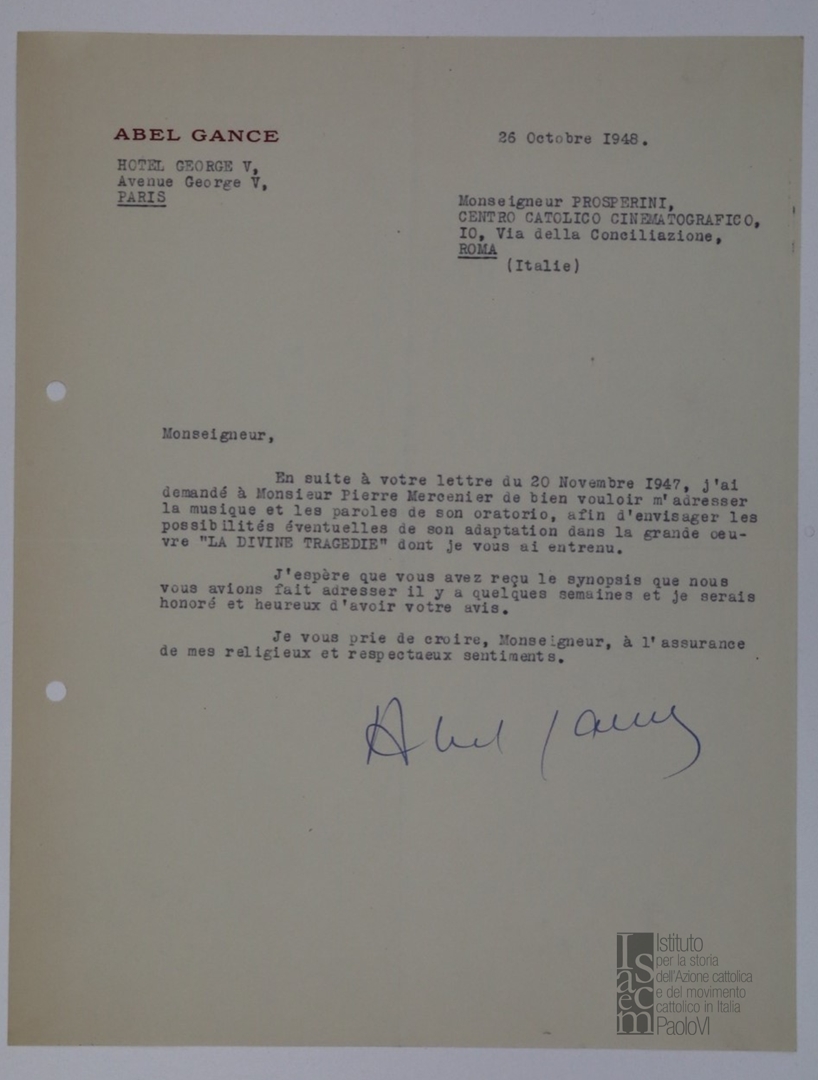 ABEL GANCE
HOTEL GEORGE V,
Avenue George V,
PARIS
26 Octobre 1948.
Monseigneur PROSPERINI,
CENTRO CATOLICO CINEMATOGRAFICO,
IO, Via della Conciliazione,
ROMA
(Italie)
Monseigneur,
En suite à votre lettre du 20 Novembre 1947, j'ai
demandé à Monsieur Pierre Mercenier de bien vouloir m'adresser
la musique et les paroles de son oratorio, afin d'envisager les
possibilités éventuelles de son adaptation dans la grande oeu-
vre "LA DIVINE TRAGEDIE" dont je vous ai entrenu.
J'espère que vous avez reçu le synopsis que nous
vous avions fait adresser il y a quelques semaines et je serais
honoré et heureux d'avoir votre avis.
Je vous prie de croire, Monseigneur, à l'assurance
de mes religieux et respectueux sentiments.
Abel Gance
Isacem
Istituto
per la storia
dell'Azione cattolica
e del movimento
cattolico in Italia
PaoloVI